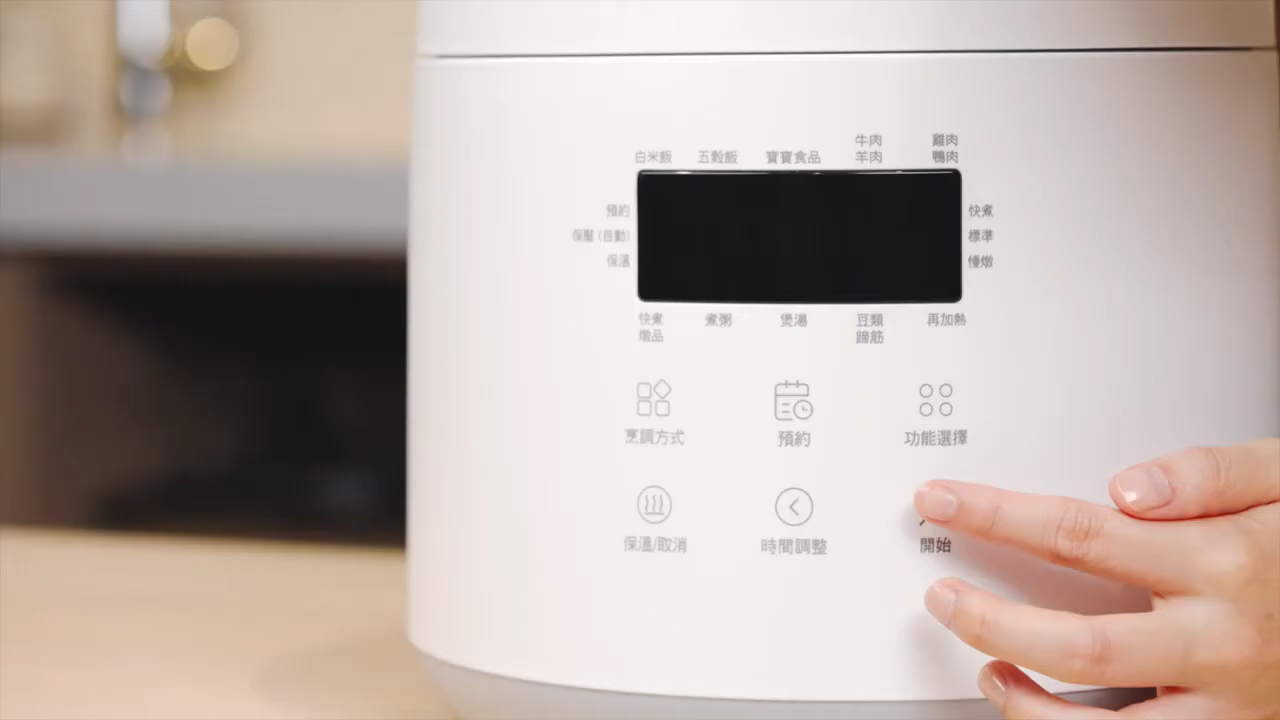 牛肉 雞肉
白米飯 五穀飯 寶寶食品 羊肉 鴨肉
預約 快煮
保壓(自動) 標準
保溫 慢燉
快煮 煮粥 煲湯 豆類 再加熱
燉品 蹄筋
烹調方式 預約 功能選擇
保溫/取消 時間調整 開始